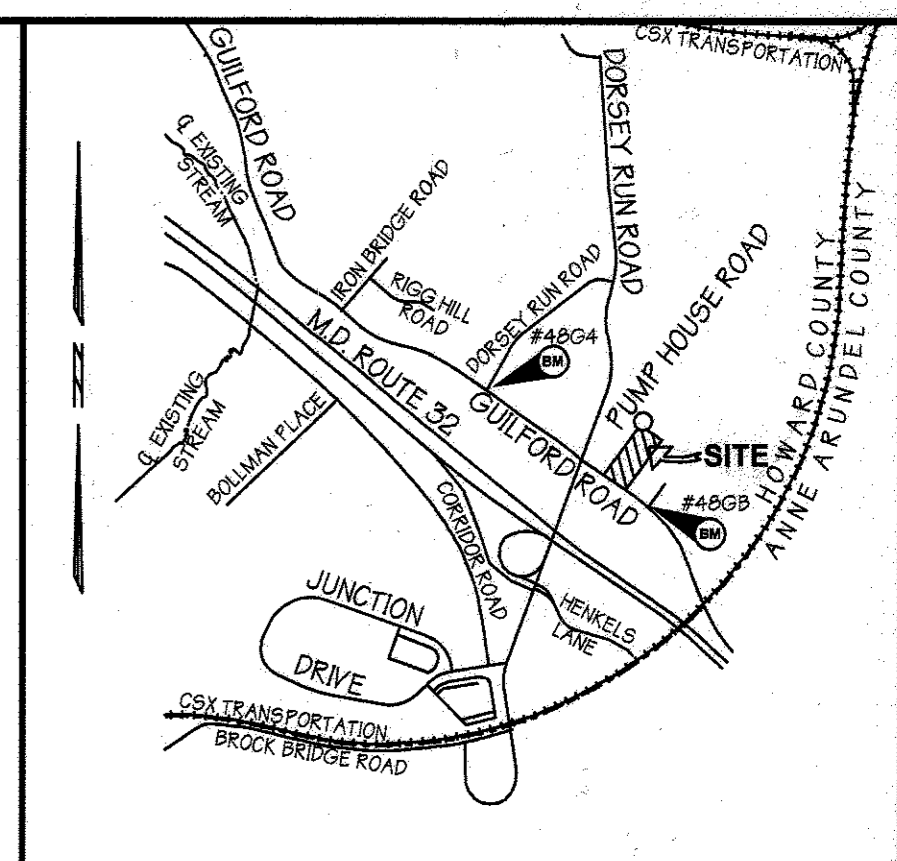 CSX TRANSPORTATION
GUILFORD ROAD
DORSEY RUN ROAD
℄ EXISTING
STREAM
IRON BRIDGE ROAD
RIGG HILL
ROAD
DORSEY RUN ROAD
#48G4
BM
PUMP HOUSE ROAD
HOWARD COUNTY
ANNE ARUNDEL COUNTY
N
M.D. ROUTE 32
GUILFORD ROAD
SITE
℄ EXISTING
STREAM
BOLLMAN PLACE
#48GB
BM
CORRIDOR ROAD
JUNCTION
DRIVE
HENKELS
LANE
CSX TRANSPORTATION
BROCK BRIDGE ROAD